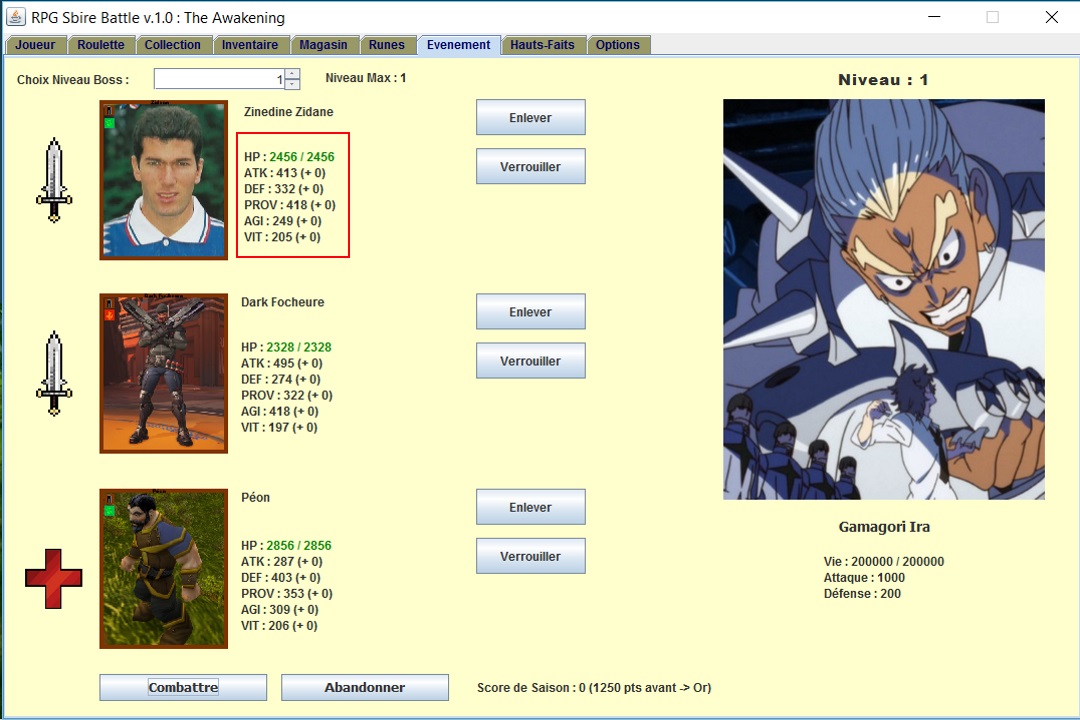 RPG Sbire Battle v.1.0 : The Awakening
Joueur Roulette Collection Inventaire Magasin Runes Evenement Hauts-Faits Options
Choix Niveau Boss : 1 Niveau Max : 1
Niveau : 1
Zinedine Zidane
HP : 2456 / 2456
ATK : 413 (+ 0)
DEF : 332 (+ 0)
PROV : 418 (+ 0)
AGI : 249 (+ 0)
VIT : 205 (+ 0)
Enlever
Verrouiller
Dark Focheure
HP : 2328 / 2328
ATK : 495 (+ 0)
DEF : 274 (+ 0)
PROV : 322 (+ 0)
AGI : 418 (+ 0)
VIT : 197 (+ 0)
Enlever
Verrouiller
Péon
HP : 2856 / 2856
ATK : 287 (+ 0)
DEF : 403 (+ 0)
PROV : 353 (+ 0)
AGI : 309 (+ 0)
VIT : 206 (+ 0)
Enlever
Verrouiller
Gamagori Ira
Vie : 200000 / 200000
Attaque : 1000
Défense : 200
Combattre Abandonner Score de Saison : 0 (1250 pts avant -> Or)